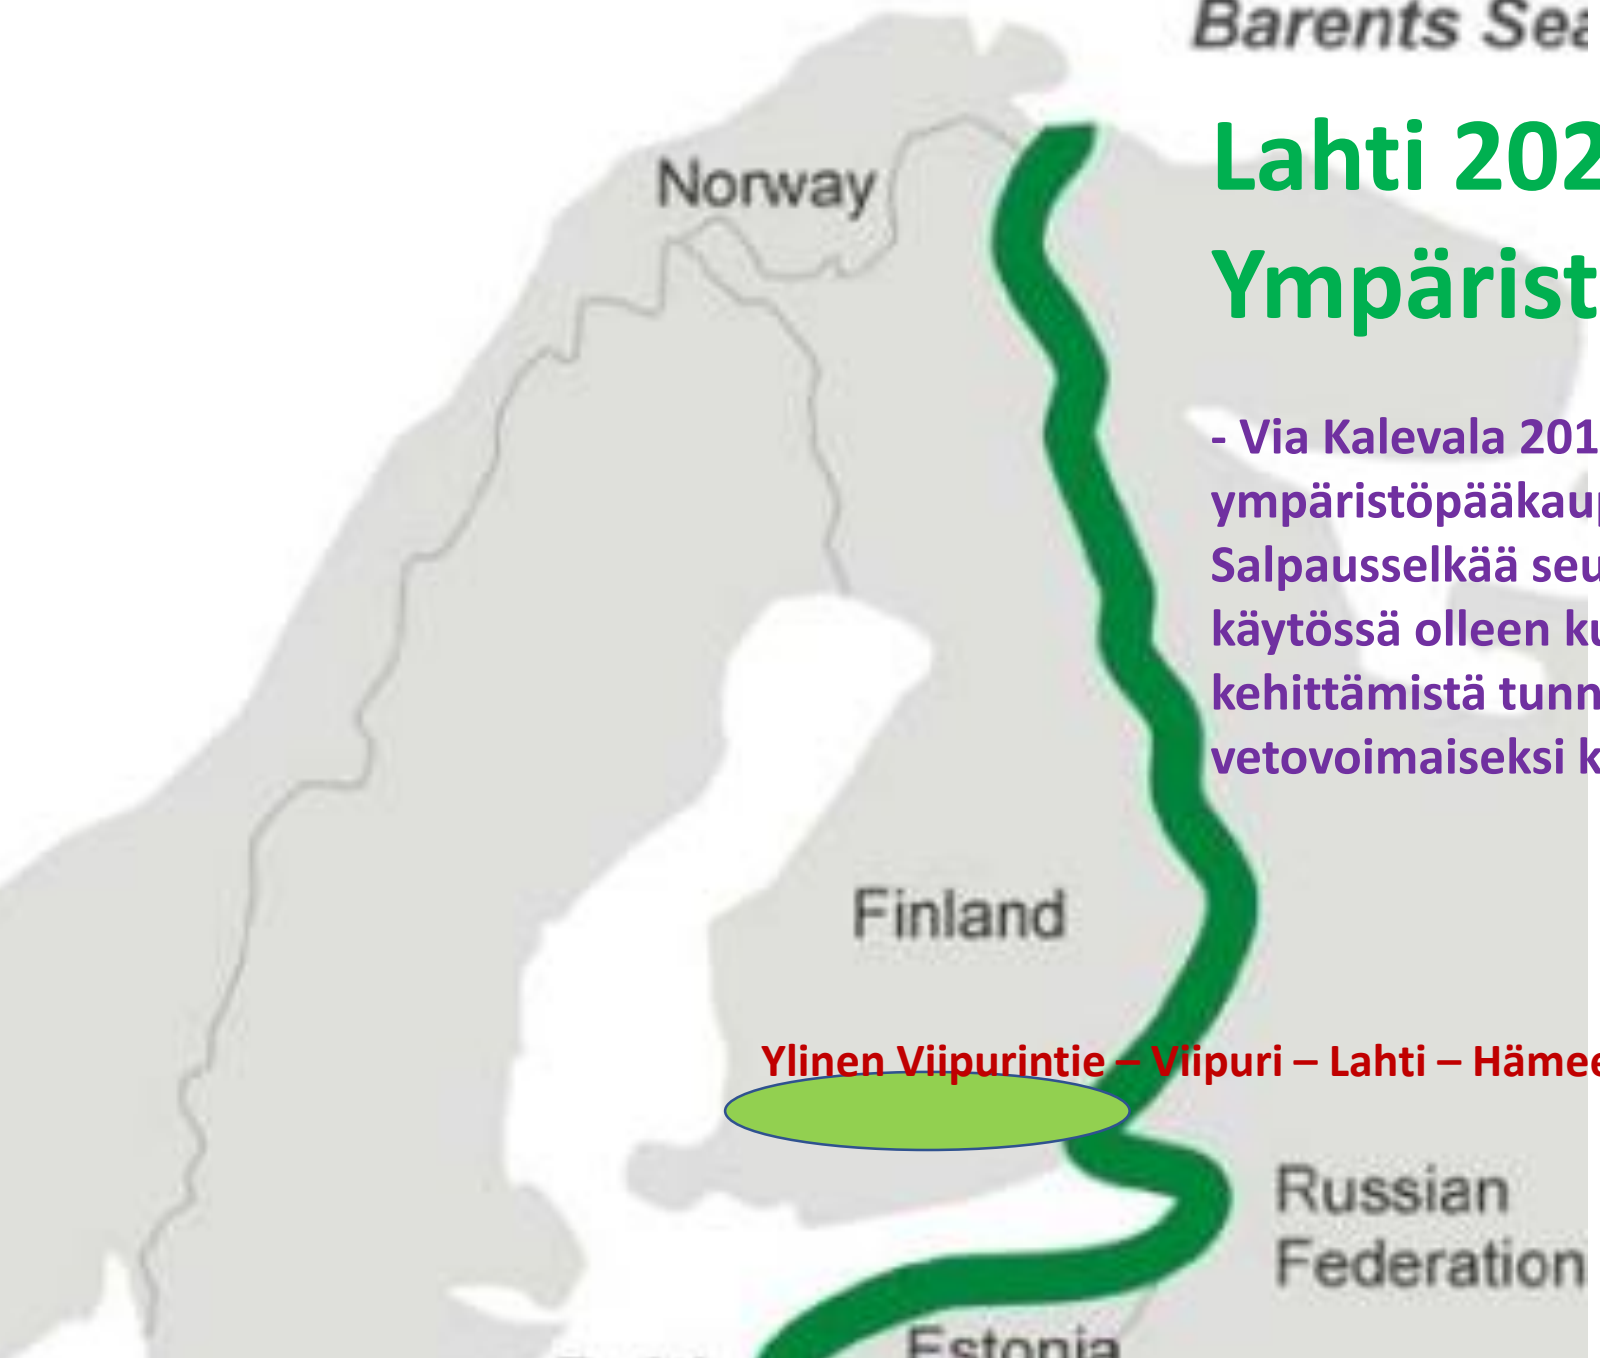 Barents Sea
Lahti 202
Norway
Ympärist
- Via Kalevala 201
ympäristöpääkaup
Salpausselkää seu
käytössä olleen ku
kehittämistä tunn
vetovoimaiseksi k
Finland
Ylinen Viipurintie – Viipuri – Lahti – Hämee
Russian
Federation
Estonia